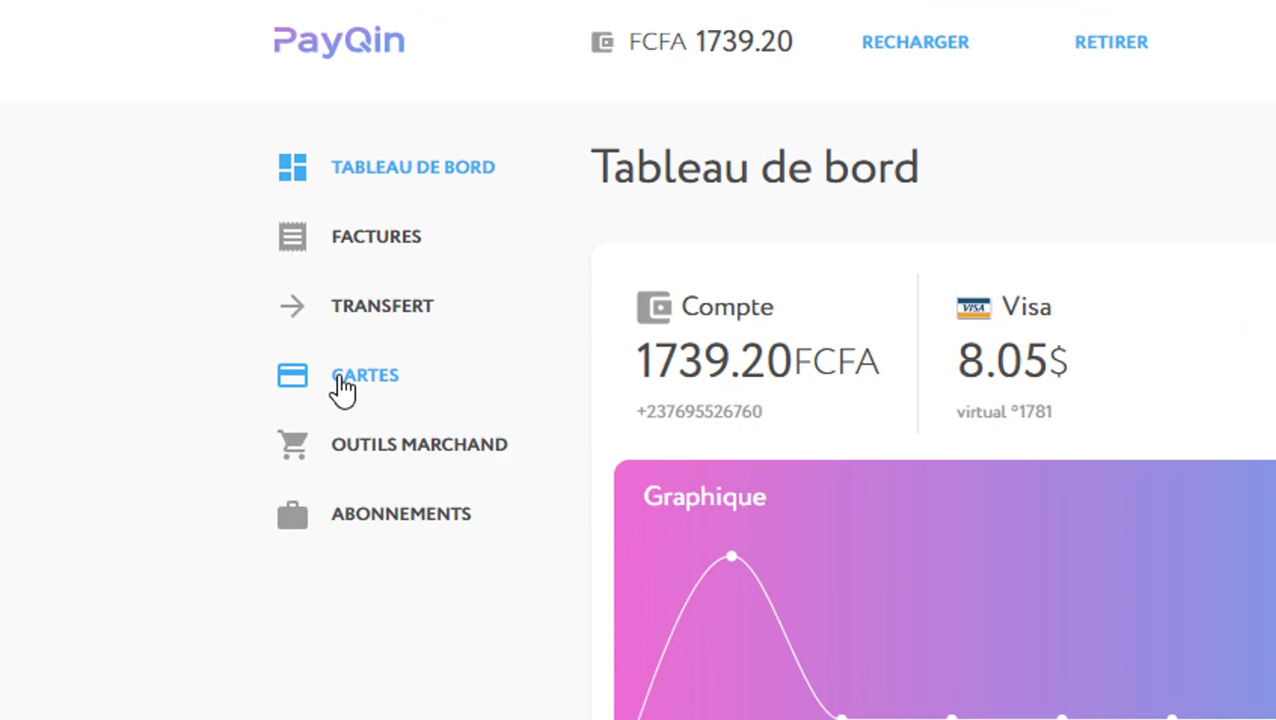 PayQin
FCFA 1739.20
RECHARGER
RETIRER
TABLEAU DE BORD
FACTURES
TRANSFERT
CARTES
OUTILS MARCHAND
ABONNEMENTS
Tableau de bord
Compte
1739.20FCFA
+237695526760
VISA Visa
8.05$
virtual °1781
Graphique